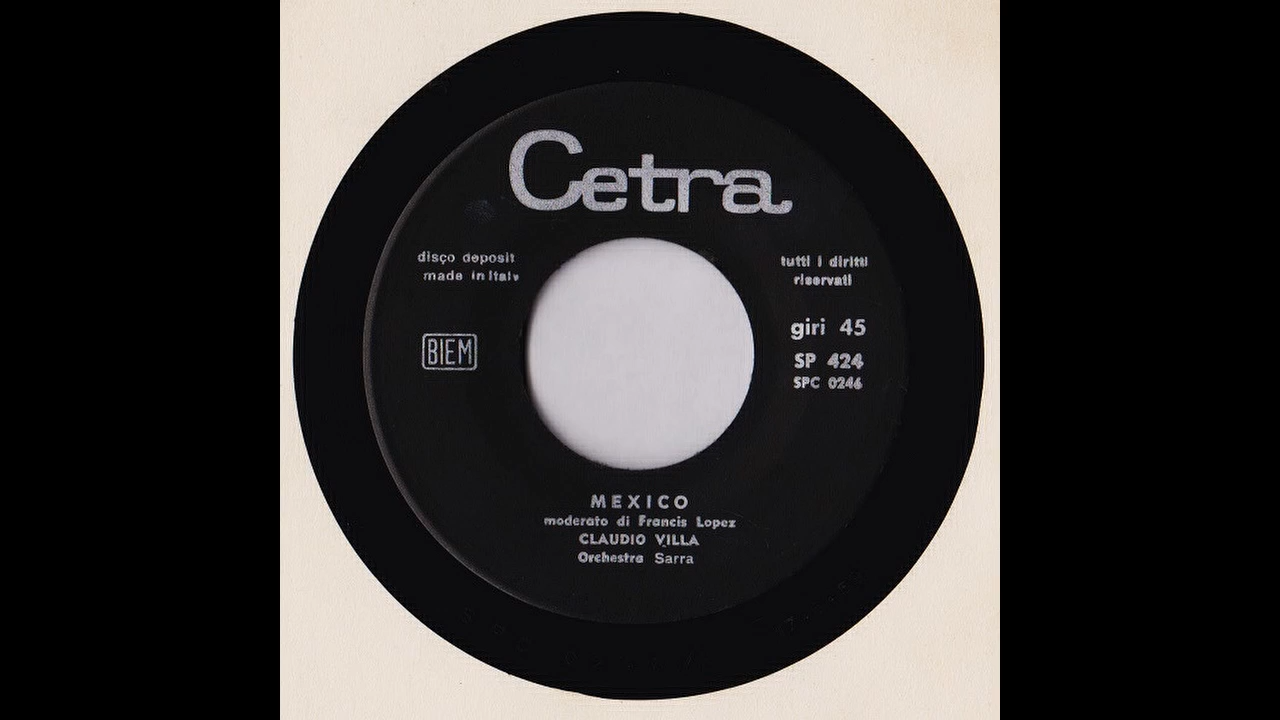 Cetra
disco deposit
made in Italy
tutti i diritti
riservati
BIEM
giri 45
SP 424
SPC 0246
MEXICO
moderato di Francis Lopez
CLAUDIO VILLA
Orchestra Sarra